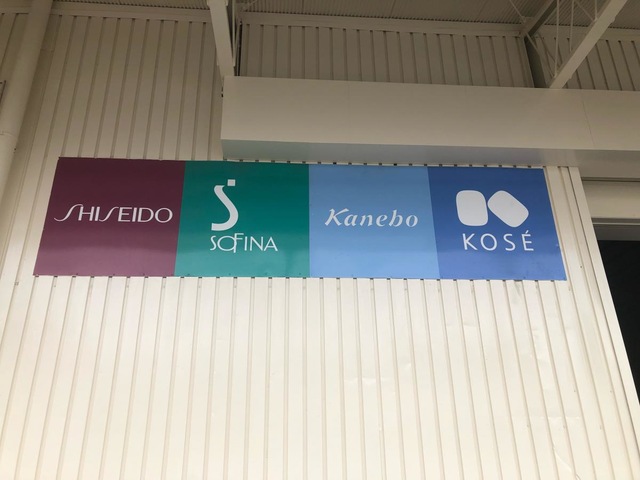 SHISEIDO
SOFINA
Kanebo
KOSÉ